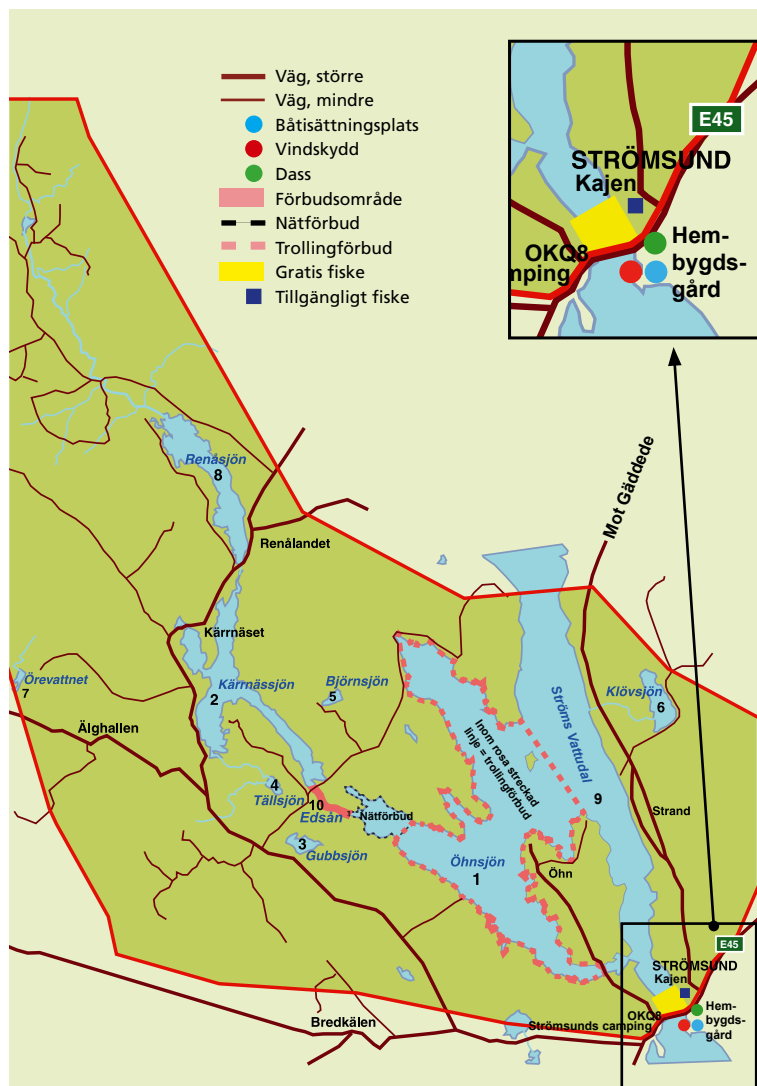 Väg, större
Väg, mindre
Båtisättningsplats
Vindskydd
Dass
Förbudsområde
Nätförbud
Trollingförbud
Gratis fiske
Tillgängligt fiske
E45
STRÖMSUND
Kajen
OKQ8
mping
Hem-
bygds-
gård
Mot Gäddede
Renåsjön
8
Renålandet
Kärrnäset
Örevattnet
7
Kärrnässjön
2
Björnsjön
5
Klövsjön
6
Älghallen
Ströms Vattudal
9
Inom rosa streckad
linje = trollingförbud
4
Tällsjön
10
Edsån
Nätförbud
Strand
3
Gubbsjön
Öhnsjön
1
Öhn
E45
STRÖMSUND
Kajen
OKQ8
Hem-
bygds-
gård
Bredkälen
Strömsunds camping